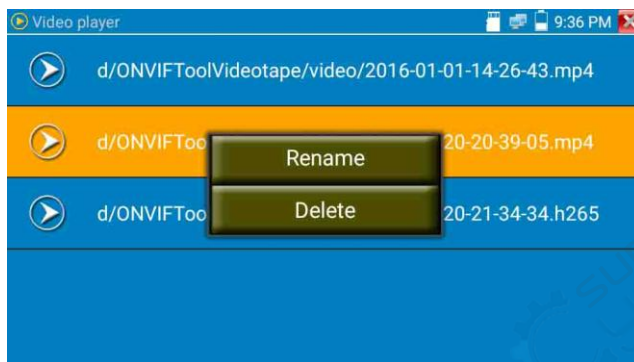 Video player 9:36 PM
d/ONVIFToolVideotape/video/2016-01-01-14-26-43.mp4
d/ONVIFToo 20-20-39-05.mp4
Rename
Delete
d/ONVIFToo 20-21-34-34.h265